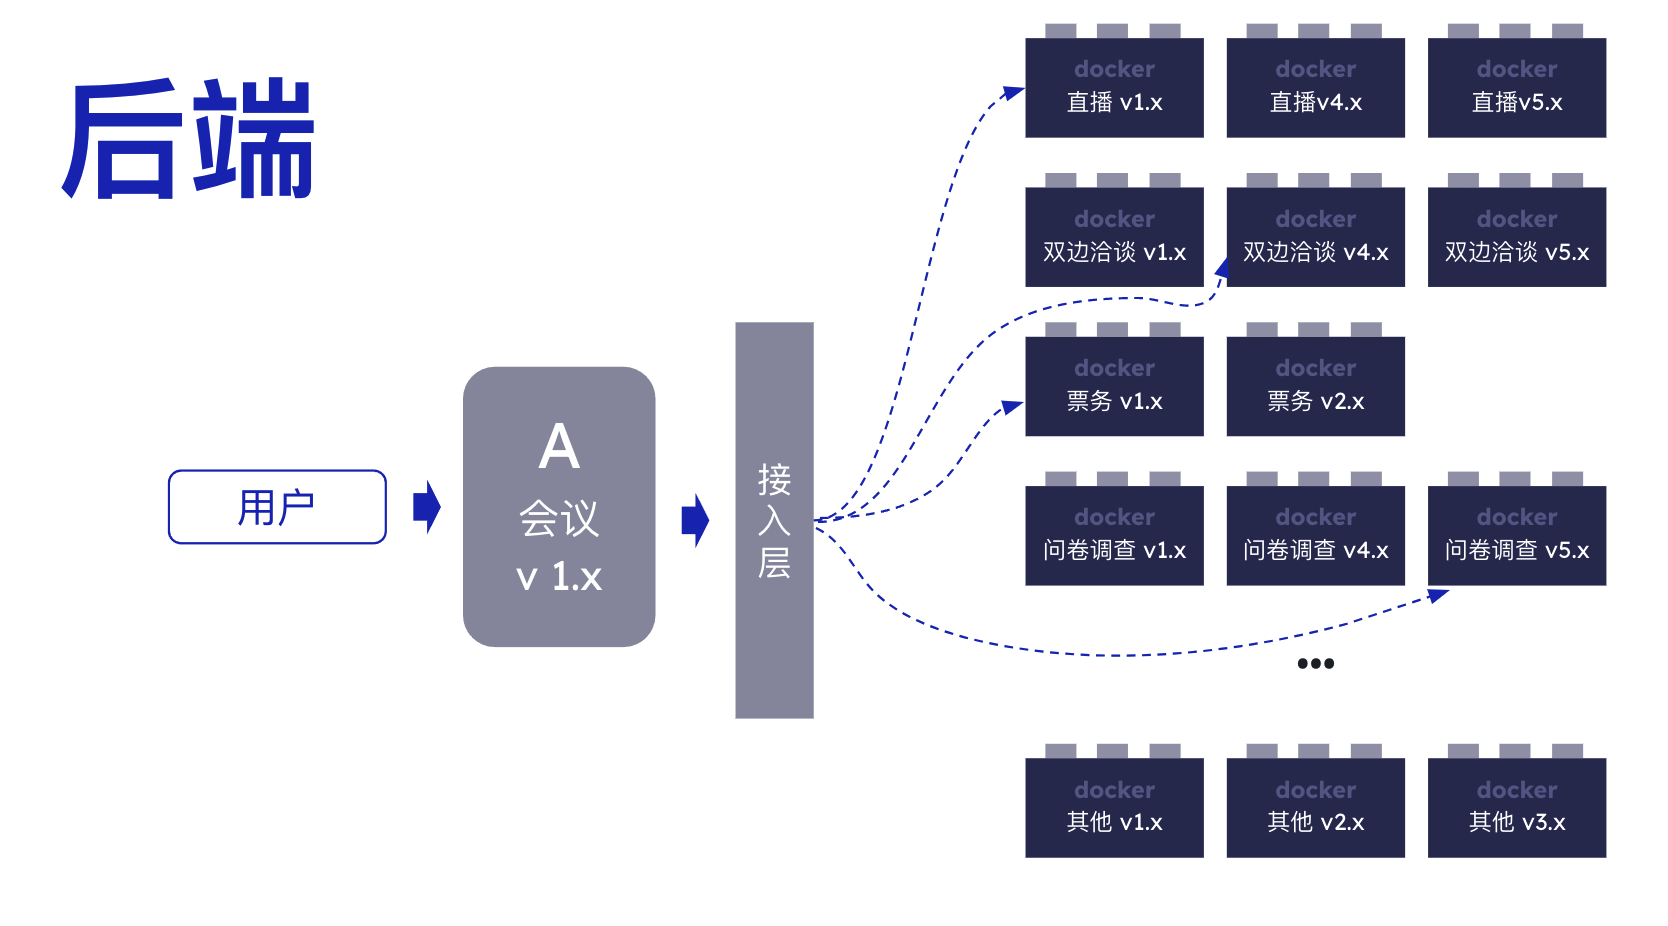 后端
用户
A
会议
v 1.x
接
入
层
docker
直播 v1.x
docker
直播v4.x
docker
直播v5.x
docker
双边洽谈 v1.x
docker
双边洽谈 v4.x
docker
双边洽谈 v5.x
docker
票务 v1.x
docker
票务 v2.x
docker
问卷调查 v1.x
docker
问卷调查 v4.x
docker
问卷调查 v5.x
...
docker
其他 v1.x
docker
其他 v2.x
docker
其他 v3.x